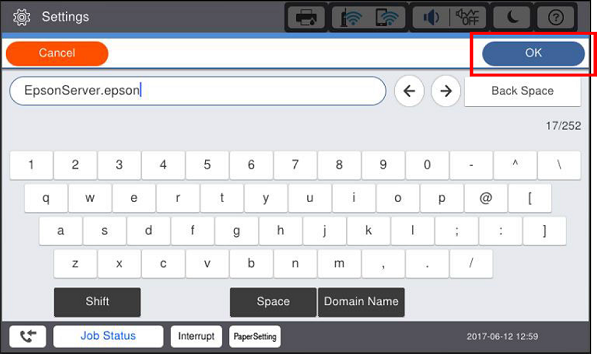 Settings
OFF
Cancel
OK
EpsonServer.epson
Back Space
17/252
1 2 3 4 5 6 7 8 9 0 - ^ \
q w e r t y u i o p @ [
a s d f g h j k l ; : ]
z x c v b n m , . /
Shift Space Domain Name
Job Status Interrupt PaperSetting 2017-06-12 12:59